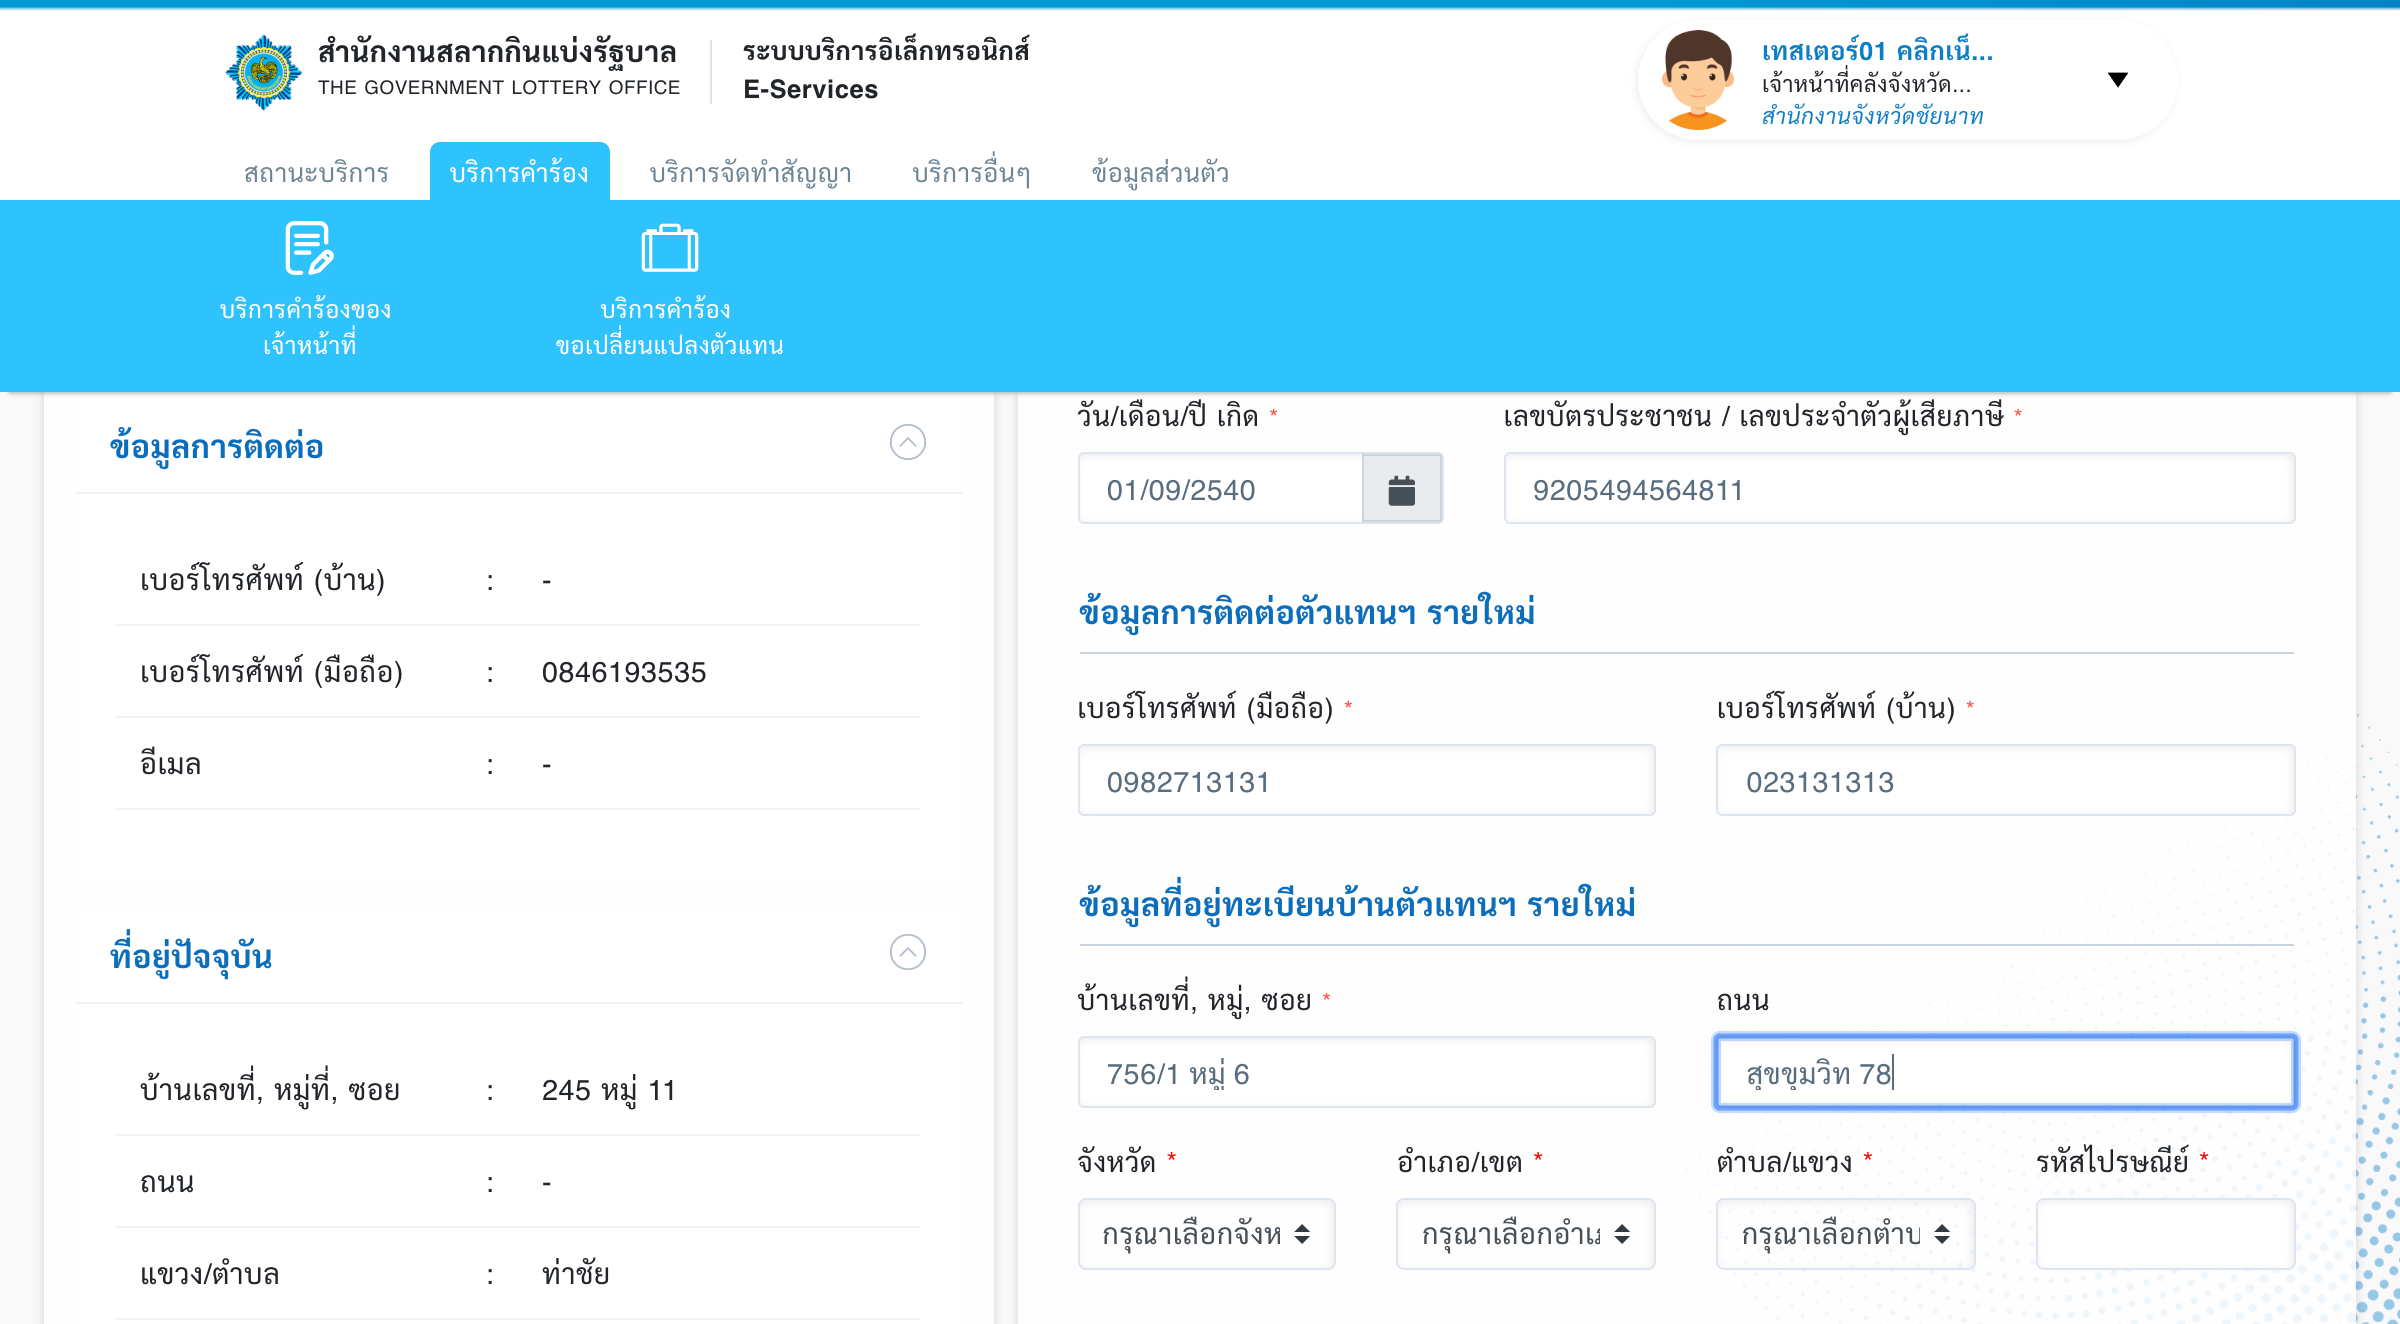 สำนักงานสลากกินแบ่งรัฐบาล
THE GOVERNMENT LOTTERY OFFICE
ระบบบริการอิเล็กทรอนิกส์
E-Services
เทสเตอร์01 คลิกเน็...
เจ้าหน้าที่คลังจังหวัด...
สำนักงานจังหวัดชัยนาท
สถานะบริการ
บริการคำร้อง
บริการจัดทำสัญญา
บริการอื่นๆ
ข้อมูลส่วนตัว
บริการคำร้องของ
เจ้าหน้าที่
บริการคำร้อง
ขอเปลี่ยนแปลงตัวแทน
ข้อมูลการติดต่อ
เบอร์โทรศัพท์ (บ้าน) : -
เบอร์โทรศัพท์ (มือถือ) : 0846193535
อีเมล : -
ที่อยู่ปัจจุบัน
บ้านเลขที่, หมู่ที่, ซอย : 245 หมู่ 11
ถนน : -
แขวง/ตำบล : ท่าชัย
วัน/เดือน/ปี เกิด *
เลขบัตรประชาชน / เลขประจำตัวผู้เสียภาษี *
01/09/2540
9205494564811
ข้อมูลการติดต่อตัวแทนฯ รายใหม่
เบอร์โทรศัพท์ (มือถือ) *
เบอร์โทรศัพท์ (บ้าน) *
0982713131
023131313
ข้อมูลที่อยู่ทะเบียนบ้านตัวแทนฯ รายใหม่
บ้านเลขที่, หมู่, ซอย *
ถนน
756/1 หมู่ 6
สุขขุมวิท 78
จังหวัด *
อำเภอ/เขต *
ตำบล/แขวง *
รหัสไปรษณีย์ *
กรุณาเลือกจังห
กรุณาเลือกอำเภ
กรุณาเลือกตำบ